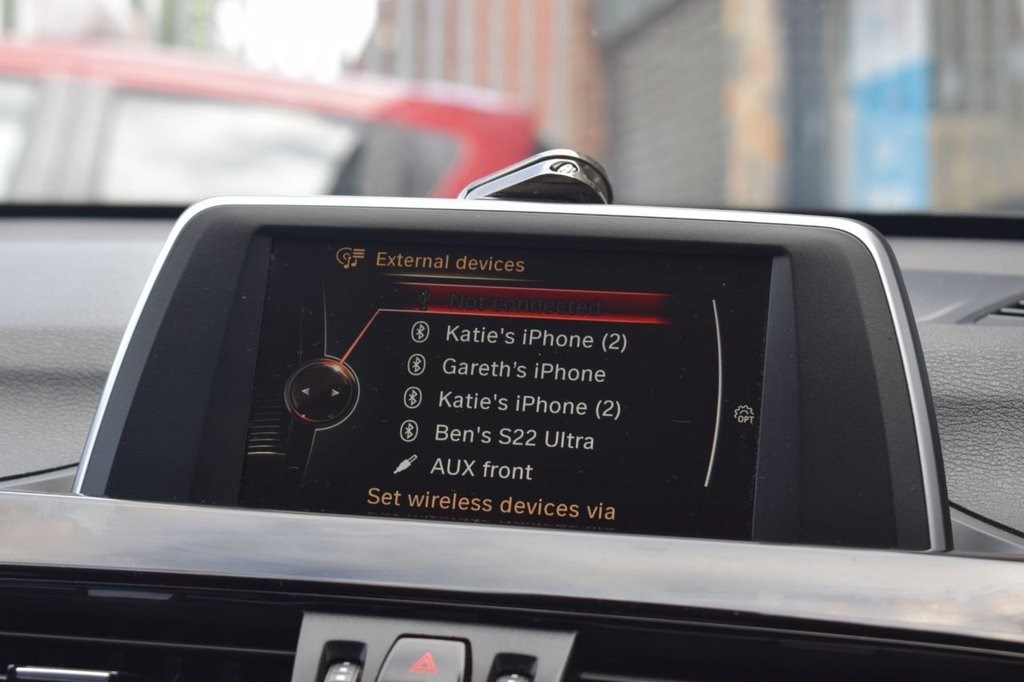 External devices
Not connected
Katie's iPhone (2)
Gareth's iPhone
Katie's iPhone (2)
Ben's S22 Ultra
OPT
AUX front
Set wireless devices via